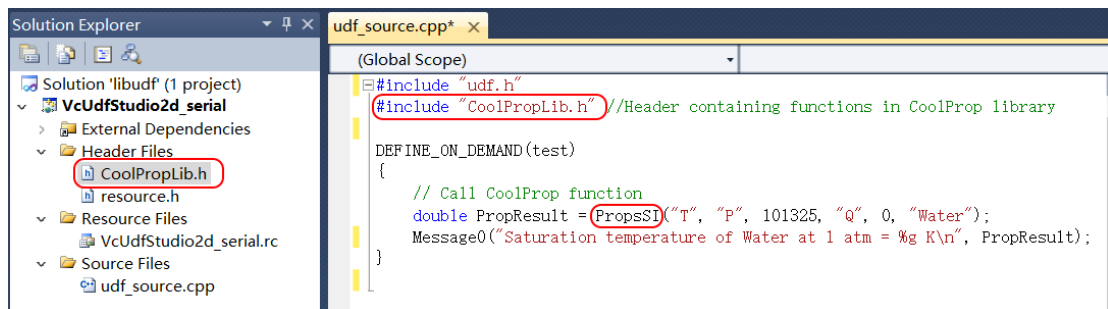 Solution Explorer
Solution 'libudf' (1 project)
VcUdfStudio2d_serial
External Dependencies
Header Files
CoolPropLib.h
resource.h
Resource Files
VcUdfStudio2d_serial.rc
Source Files
udf_source.cpp
udf_source.cpp*
(Global Scope)
#include "udf.h"
#include "CoolPropLib.h" //Header containing functions in CoolProp library
DEFINE_ON_DEMAND(test)
{
// Call CoolProp function
double PropResult = PropsSI("T", "P", 101325, "Q", 0, "Water");
Message0("Saturation temperature of Water at 1 atm = %g K\n", PropResult);
}